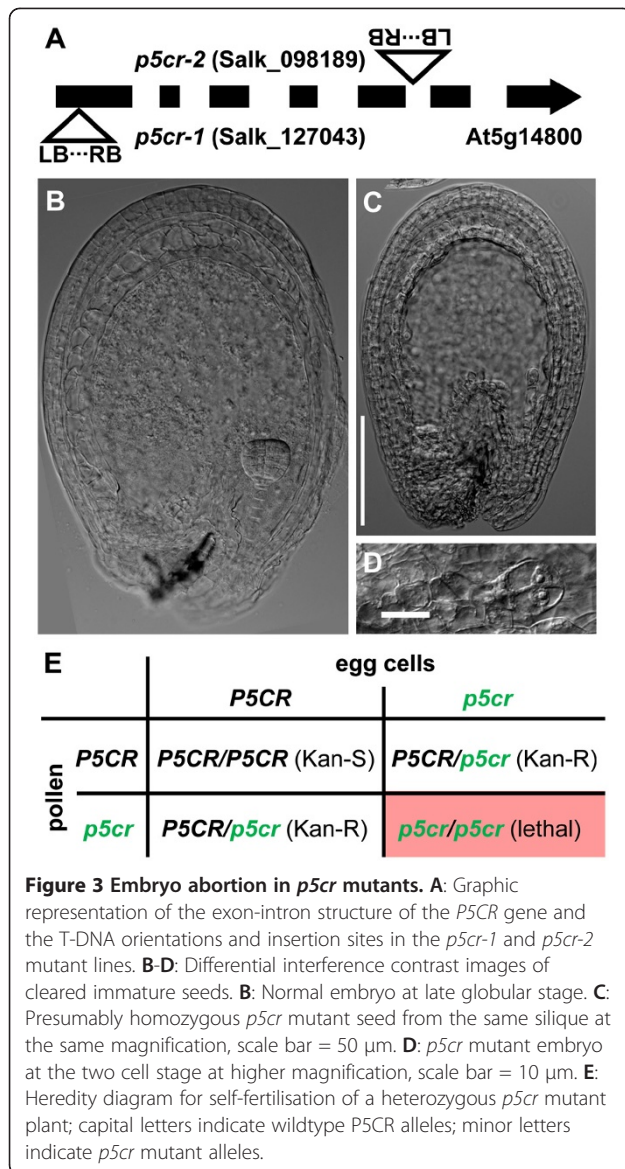 A
p5cr-2 (Salk_098189)
LB···RB
p5cr-1 (Salk_127043)
At5g14800
LB···RB
B
C
D
E
egg cells
P5CR
p5cr
pollen
P5CR
P5CR/P5CR (Kan-S)
P5CR/p5cr (Kan-R)
p5cr
P5CR/p5cr (Kan-R)
p5cr/p5cr (lethal)
Figure 3 Embryo abortion in p5cr mutants. A: Graphic
representation of the exon-intron structure of the P5CR gene and
the T-DNA orientations and insertion sites in the p5cr-1 and p5cr-2
mutant lines. B-D: Differential interference contrast images of
cleared immature seeds. B: Normal embryo at late globular stage. C:
Presumably homozygous p5cr mutant seed from the same silique at
the same magnification, scale bar = 50 μm. D: p5cr mutant embryo
at the two cell stage at higher magnification, scale bar = 10 μm. E:
Heredity diagram for self-fertilisation of a heterozygous p5cr mutant
plant; capital letters indicate wildtype P5CR alleles; minor letters
indicate p5cr mutant alleles.